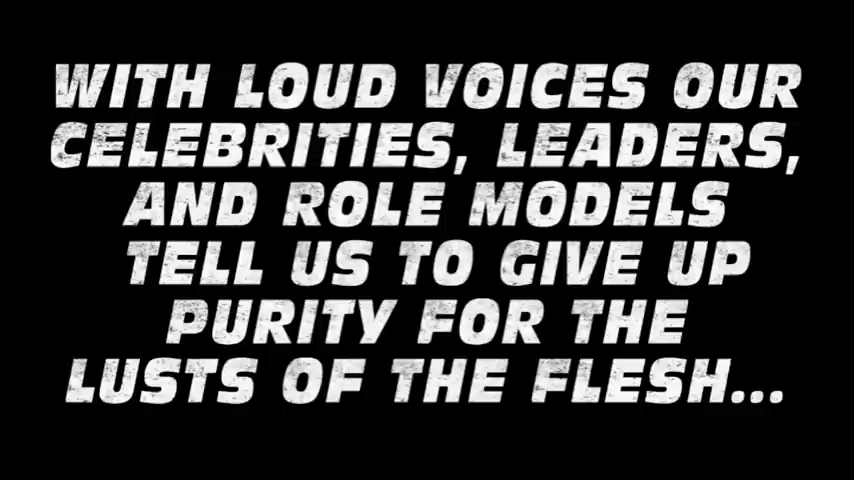 WITH LOUD VOICES OUR
CELEBRITIES, LEADERS,
AND ROLE MODELS
TELL US TO GIVE UP
PURITY FOR THE
LUSTS OF THE FLESH...